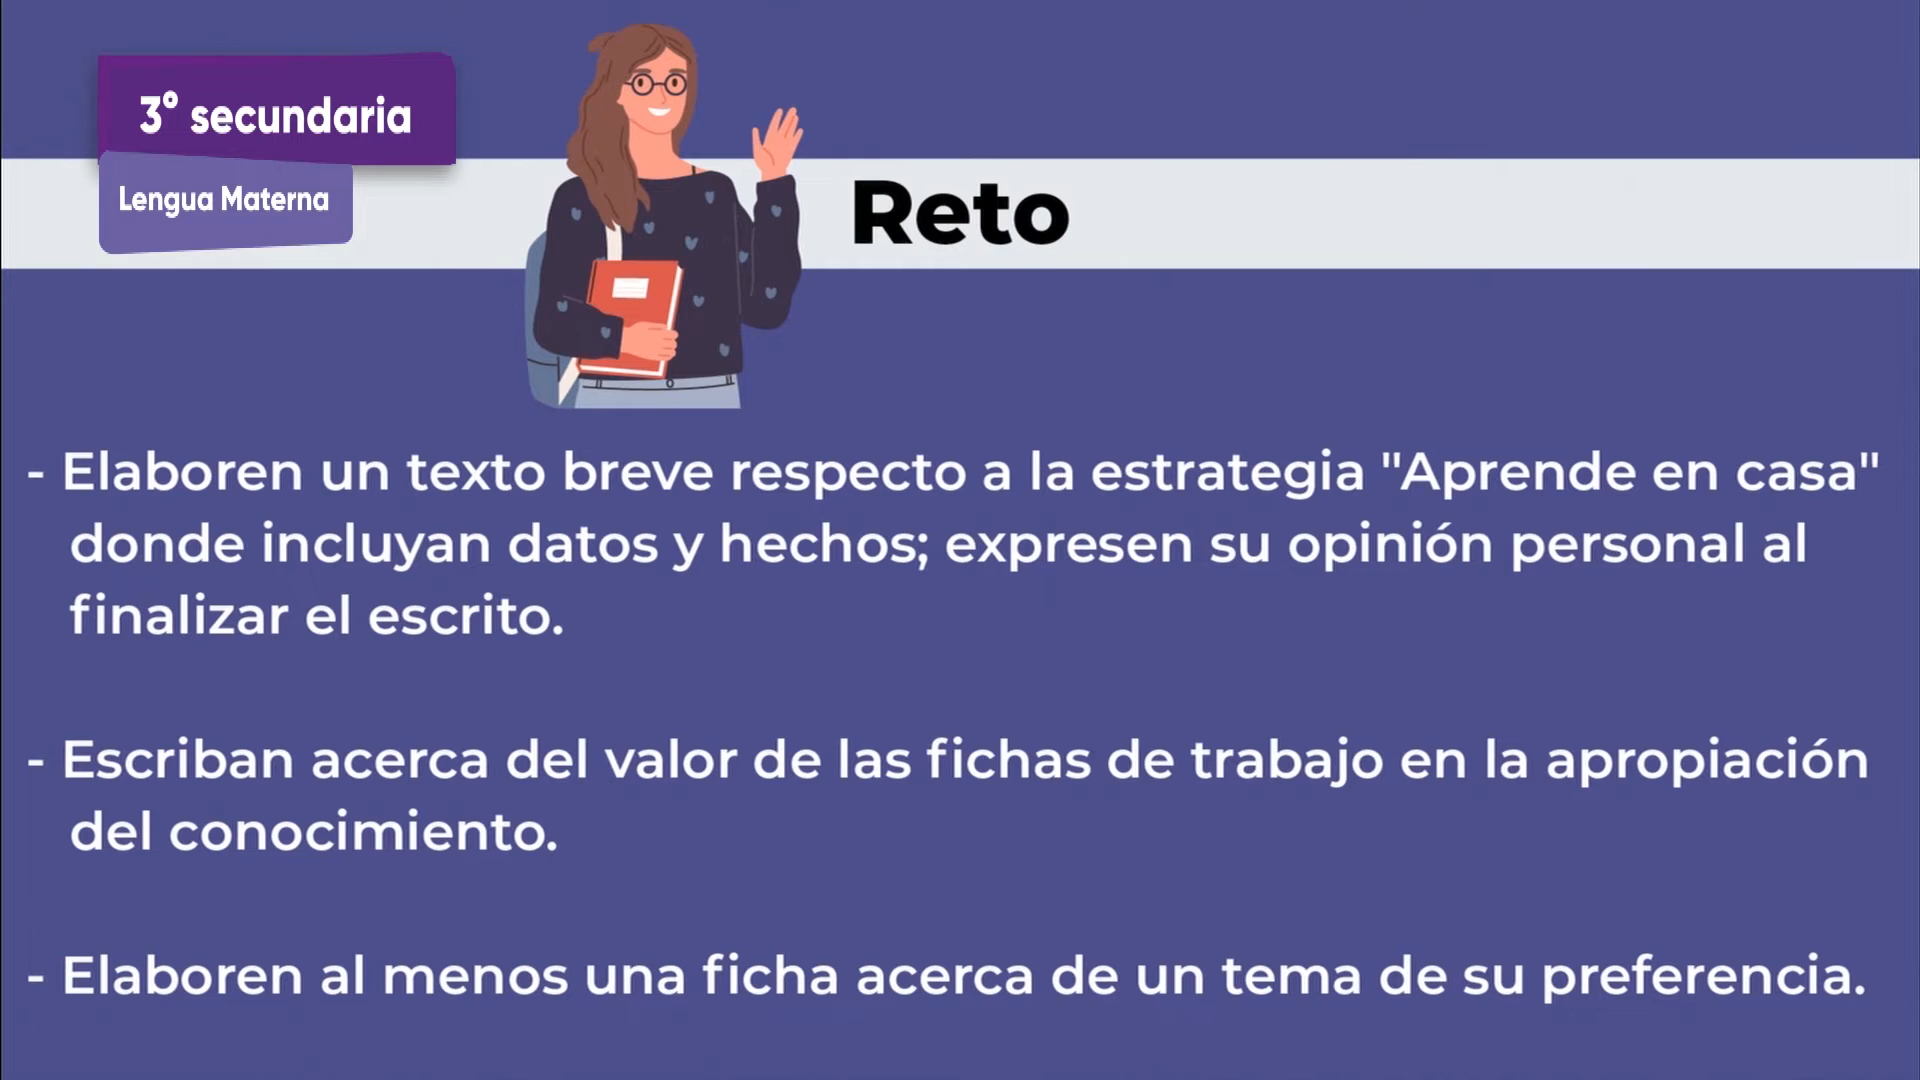 3° secundaria
Lengua Materna
Reto
- Elaboren un texto breve respecto a la estrategia "Aprende en casa"
donde incluyan datos y hechos; expresen su opinión personal al
finalizar el escrito.
- Escriban acerca del valor de las fichas de trabajo en la apropiación
del conocimiento.
- Elaboren al menos una ficha acerca de un tema de su preferencia.